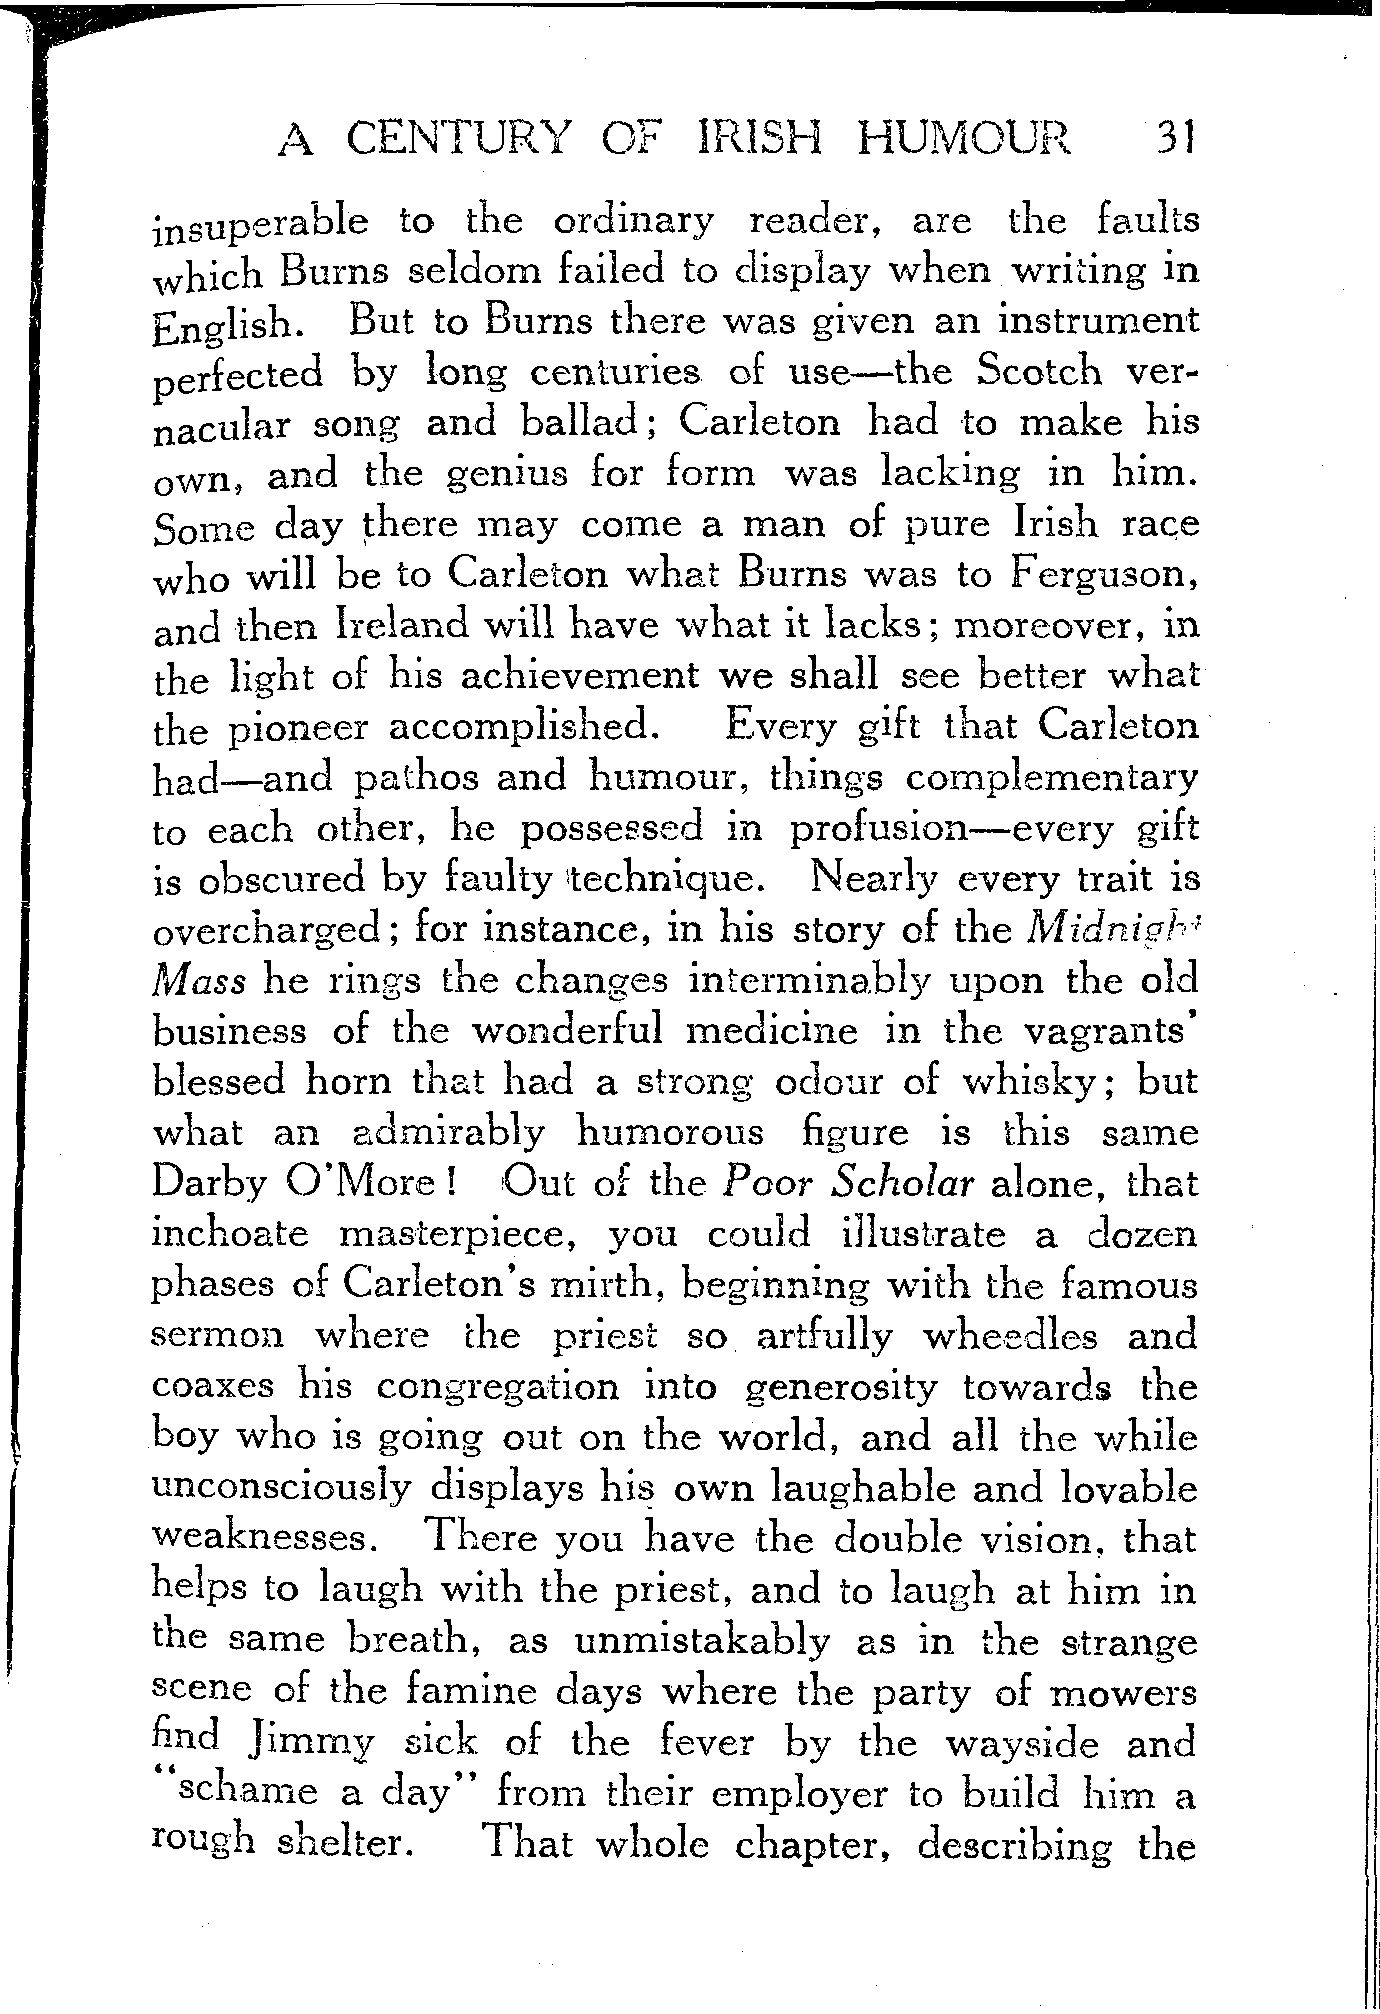 A CENTURY OF IRISH HUMOUR 31
insuperable to the ordinary reader, are the faults
which Burns seldom failed to display when writing in
English. But to Burns there was given an instrument
perfected by long centuries of use—the Scotch ver-
nacular song and ballad; Carleton had to make his
own, and the genius for form was lacking in him.
Some day there may come a man of pure Irish race
who will be to Carleton what Burns was to Ferguson,
and then Ireland will have what it lacks; moreover, in
the light of his achievement we shall see better what
the pioneer accomplished. Every gift that Carleton
had—and pathos and humour, things complementary
to each other, he possessed in profusion—every gift
is obscured by faulty technique. Nearly every trait is
overcharged; for instance, in his story of the Midnight
Mass he rings the changes interminably upon the old
business of the wonderful medicine in the vagrants'
blessed horn that had a strong odour of whisky; but
what an admirably humorous figure is this same
Darby O'More! Out of the Poor Scholar alone, that
inchoate masterpiece, you could illustrate a dozen
phases of Carleton's mirth, beginning with the famous
sermon where the priest so artfully wheedles and
coaxes his congregation into generosity towards the
boy who is going out on the world, and all the while
unconsciously displays his own laughable and lovable
weaknesses. There you have the double vision, that
helps to laugh with the priest, and to laugh at him in
the same breath, as unmistakably as in the strange
scene of the famine days where the party of mowers
find Jimmy sick of the fever by the wayside and
"schame a day" from their employer to build him a
rough shelter. That whole chapter, describing the